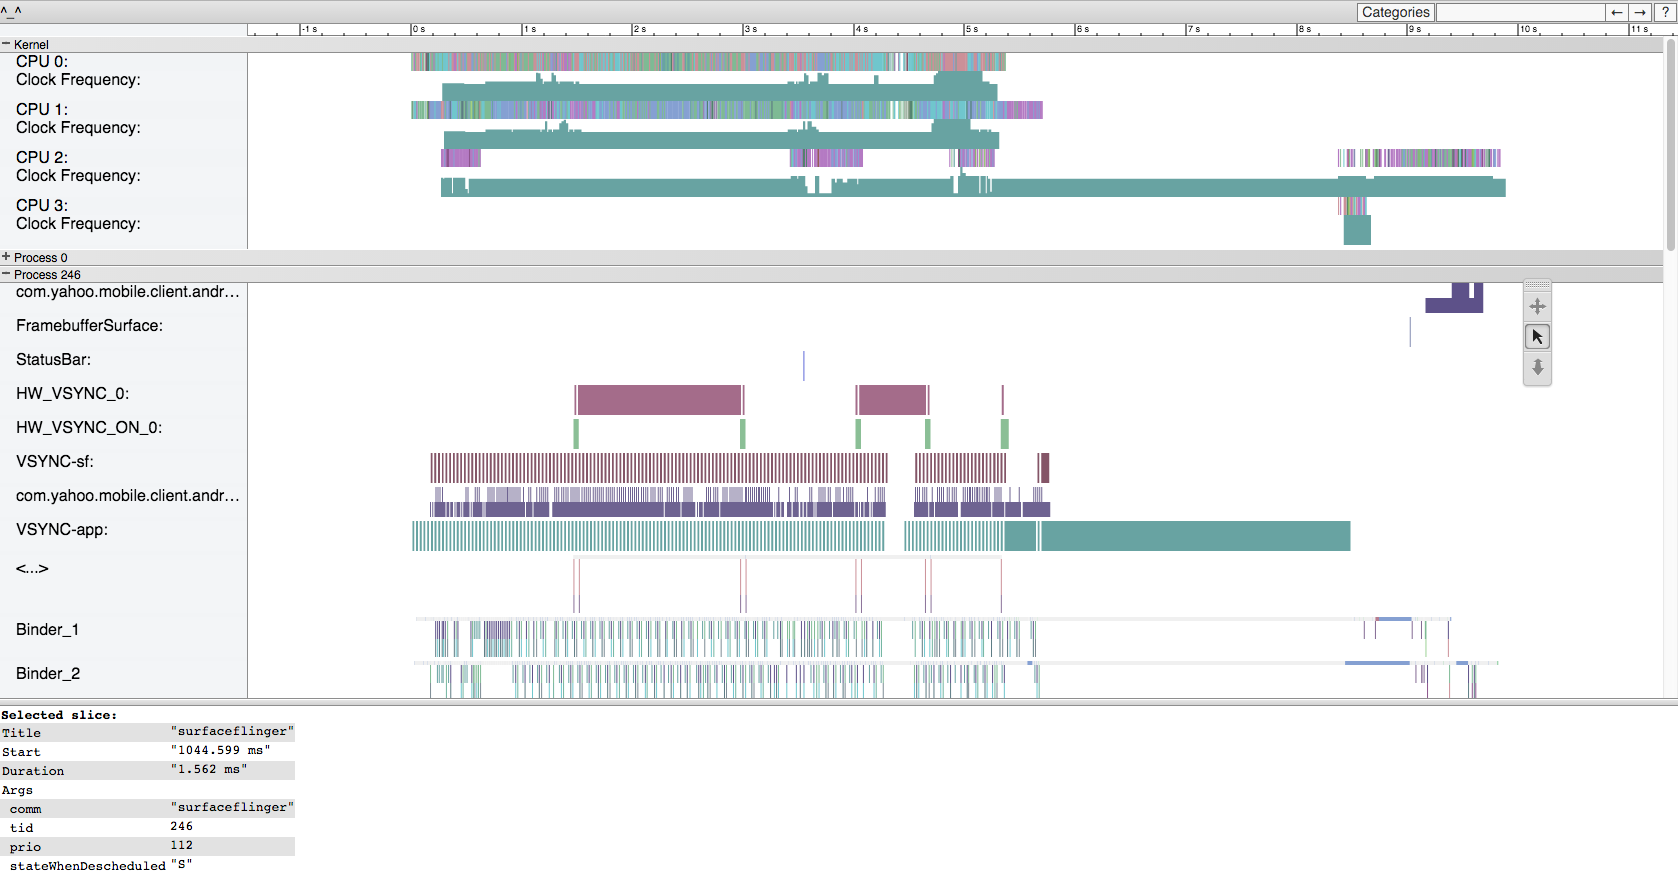 ^_^ Categories ← → ?
-1 s 0 s 1 s 2 s 3 s 4 s 5 s 6 s 7 s 8 s 9 s 10 s 11 s
− Kernel
CPU 0:
Clock Frequency:
CPU 1:
Clock Frequency:
CPU 2:
Clock Frequency:
CPU 3:
Clock Frequency:
+ Process 0
− Process 246
com.yahoo.mobile.client.andr...
FramebufferSurface:
StatusBar:
HW_VSYNC_0:
HW_VSYNC_ON_0:
VSYNC-sf:
com.yahoo.mobile.client.andr...
VSYNC-app:
<...>
Binder_1
Binder_2
Selected slice:
Title "surfaceflinger"
Start "1044.599 ms"
Duration "1.562 ms"
Args
comm "surfaceflinger"
tid 246
prio 112
stateWhenDescheduled "S"